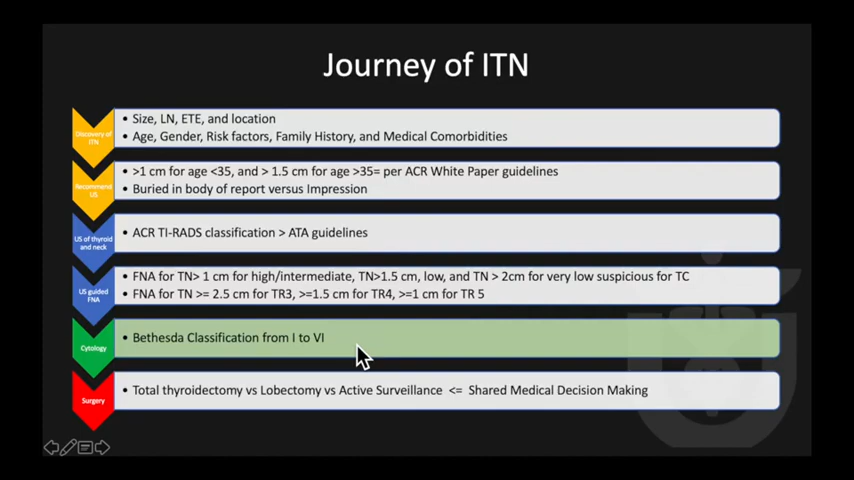 Journey of ITN
Discovery of
ITN
• Size, LN, ETE, and location
• Age, Gender, Risk factors, Family History, and Medical Comorbidities
Recommend
US
• >1 cm for age <35, and > 1.5 cm for age >35= per ACR White Paper guidelines
• Buried in body of report versus Impression
US of thyroid
and neck
• ACR TI-RADS classification > ATA guidelines
US guided
FNA
• FNA for TN> 1 cm for high/intermediate, TN>1.5 cm, low, and TN > 2cm for very low suspicious for TC
• FNA for TN >= 2.5 cm for TR3, >=1.5 cm for TR4, >=1 cm for TR 5
Cytology
• Bethesda Classification from I to VI
Surgery
• Total thyroidectomy vs Lobectomy vs Active Surveillance <= Shared Medical Decision Making